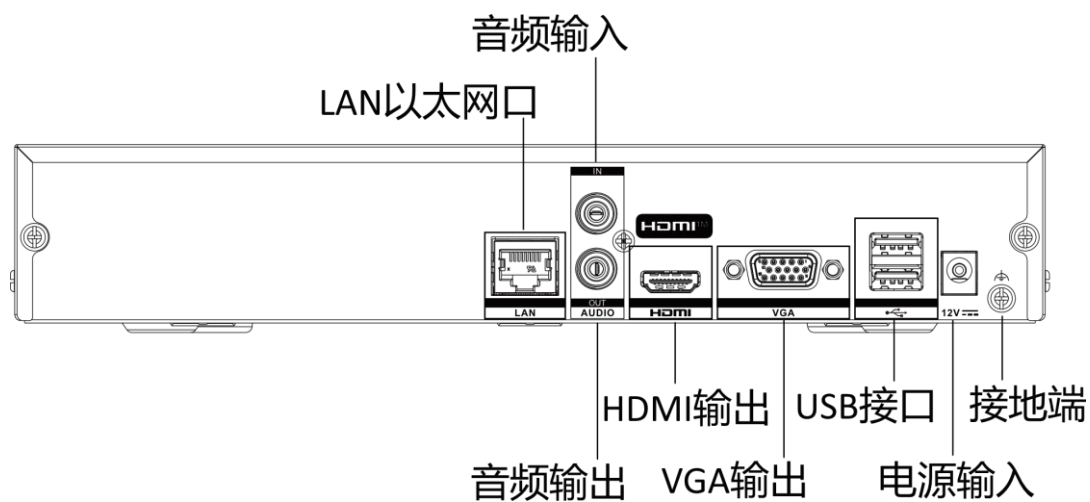 音频输入
LAN以太网口
IN
HDMI
OUT
LAN
AUDIO
HDMI
VGA
12V
HDMI输出
USB接口
接地端
音频输出
VGA输出
电源输入